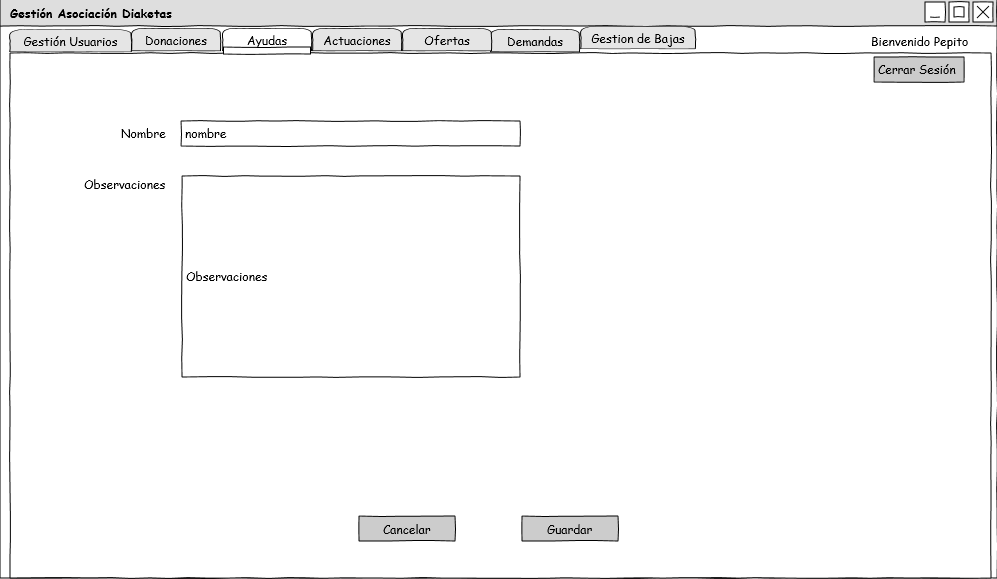 Gestión Asociación Diaketas
Gestión Usuarios
Donaciones
Ayudas
Actuaciones
Ofertas
Demandas
Gestion de Bajas
Bienvenido Pepito
Cerrar Sesión
Nombre
nombre
Observaciones
Observaciones
Cancelar
Guardar